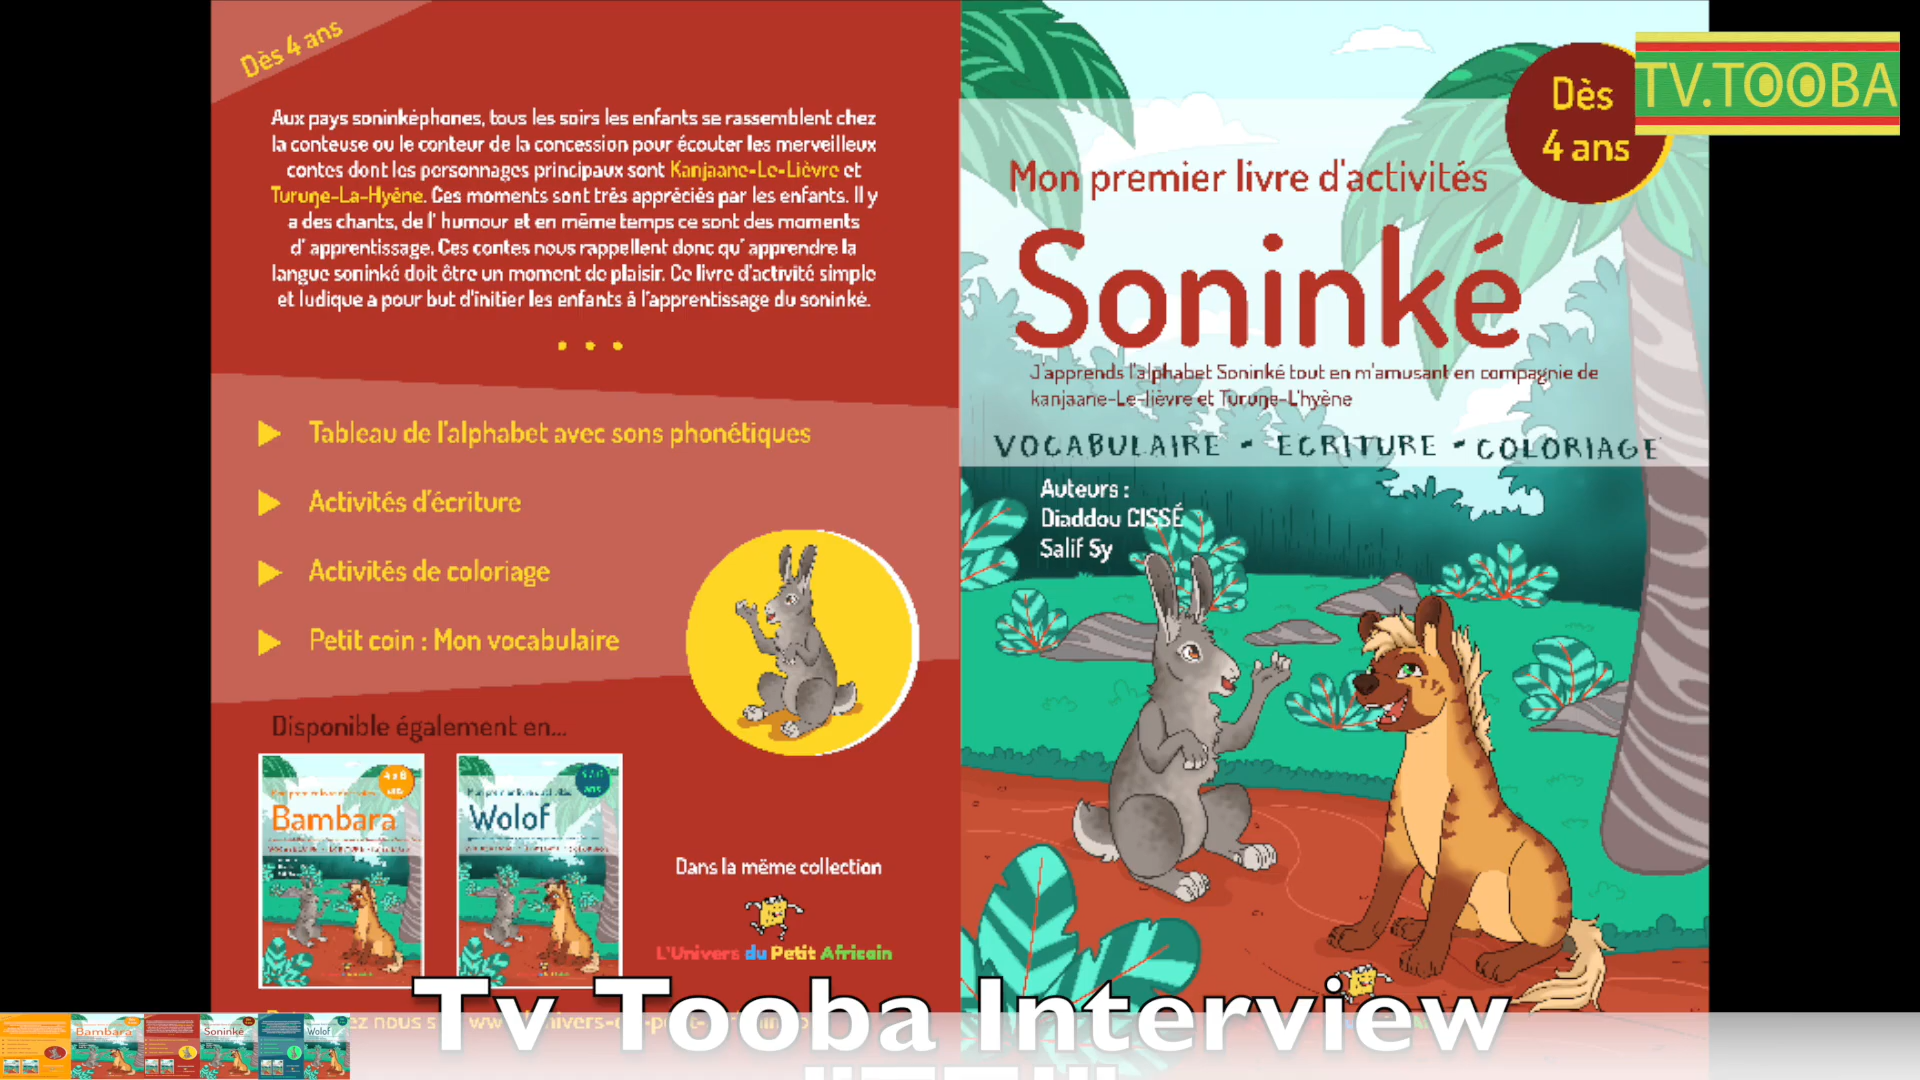 Dès 4 ans
Aux pays soninképhones, tous les soirs les enfants se rassemblent chez
la conteuse ou le conteur de la concession pour écouter les merveilleux
contes dont les personnages principaux sont Kanjaane-Le-Lièvre et
Turuŋe-La-Hyène. Ces moments sont très appréciés par les enfants. Il y
a des chants, de l' humour et en même temps ce sont des moments
d' apprentissage. Ces contes nous rappellent donc qu' apprendre la
langue soninké doit être un moment de plaisir. Ce livre d'activité simple
et ludique a pour but d'initier les enfants à l'apprentissage du soninké.
Tableau de l'alphabet avec sons phonétiques
Activités d'écriture
Activités de coloriage
Petit coin : Mon vocabulaire
Disponible également en...
Bambara
Wolof
Dans la même collection
L'Univers du Petit Africain
TV.TOOBA
Dès
4 ans
Mon premier livre d'activités
Soninké
J'apprends l'alphabet Soninké tout en m'amusant en compagnie de
kanjaane-Le-lièvre et Turuŋe-L'hyène
VOCABULAIRE - ECRITURE - COLORIAGE
Auteurs :
Diaddou CISSÉ
Salif Sy
Tv Tooba Interview
Bambara
Soninké
Wolof